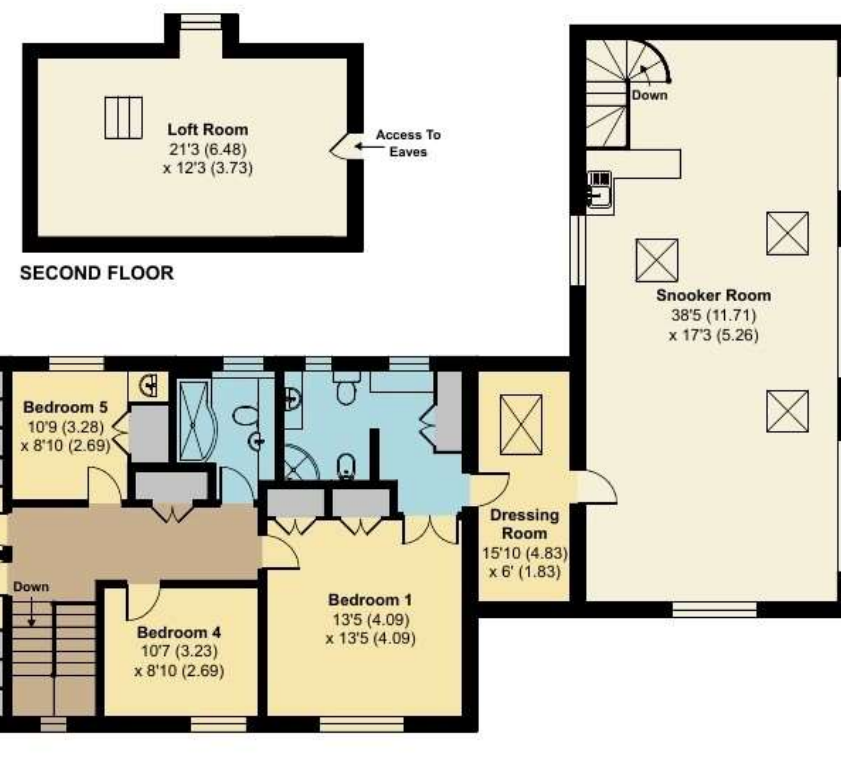 Loft Room
21'3 (6.48)
x 12'3 (3.73)
Access To
Eaves
SECOND FLOOR
Down
Snooker Room
38'5 (11.71)
x 17'3 (5.26)
Bedroom 5
10'9 (3.28)
x 8'10 (2.69)
Dressing
Room
15'10 (4.83)
x 6' (1.83)
Down
Bedroom 4
10'7 (3.23)
x 8'10 (2.69)
Bedroom 1
13'5 (4.09)
x 13'5 (4.09)